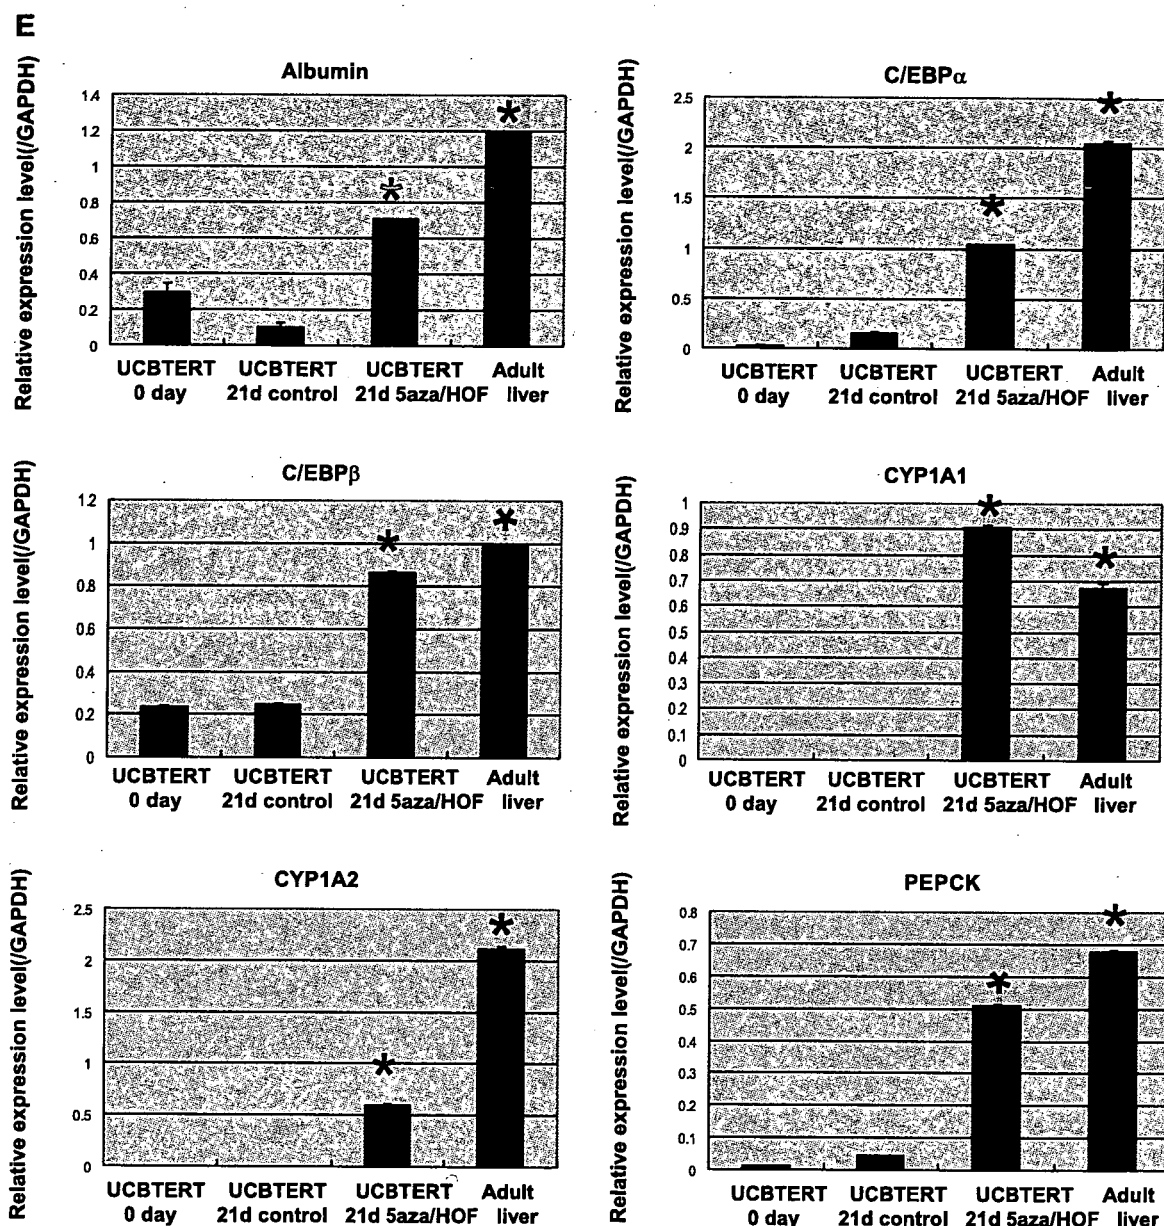 E
Albumin
Relative expression level(/GAPDH)
1.4
1.2
1
0.8
0.6
0.4
0.2
0
UCBTERT UCBTERT UCBTERT Adult
0 day 21d control 21d 5aza/HOF liver
C/EBPα
Relative expression level(/GAPDH)
2.5
2
1.5
1
0.5
0
UCBTERT UCBTERT UCBTERT Adult
0 day 21d control 21d 5aza/HOF liver
C/EBPβ
Relative expression level(/GAPDH)
1.2
1
0.8
0.6
0.4
0.2
0
UCBTERT UCBTERT UCBTERT Adult
0 day 21d control 21d 5aza/HOF liver
CYP1A1
Relative expression level(/GAPDH)
1
0.9
0.8
0.7
0.6
0.5
0.4
0.3
0.2
0.1
0
UCBTERT UCBTERT UCBTERT Adult
0 day 21d control 21d 5aza/HOF liver
CYP1A2
Relative expression level(/GAPDH)
2.5
2
1.5
1
0.5
0
UCBTERT UCBTERT UCBTERT Adult
0 day 21d control 21d 5aza/HOF liver
PEPCK
Relative expression level(/GAPDH)
0.8
0.7
0.6
0.5
0.4
0.3
0.2
0.1
0
UCBTERT UCBTERT UCBTERT Adult
0 day 21d control 21d 5aza/HOF liver